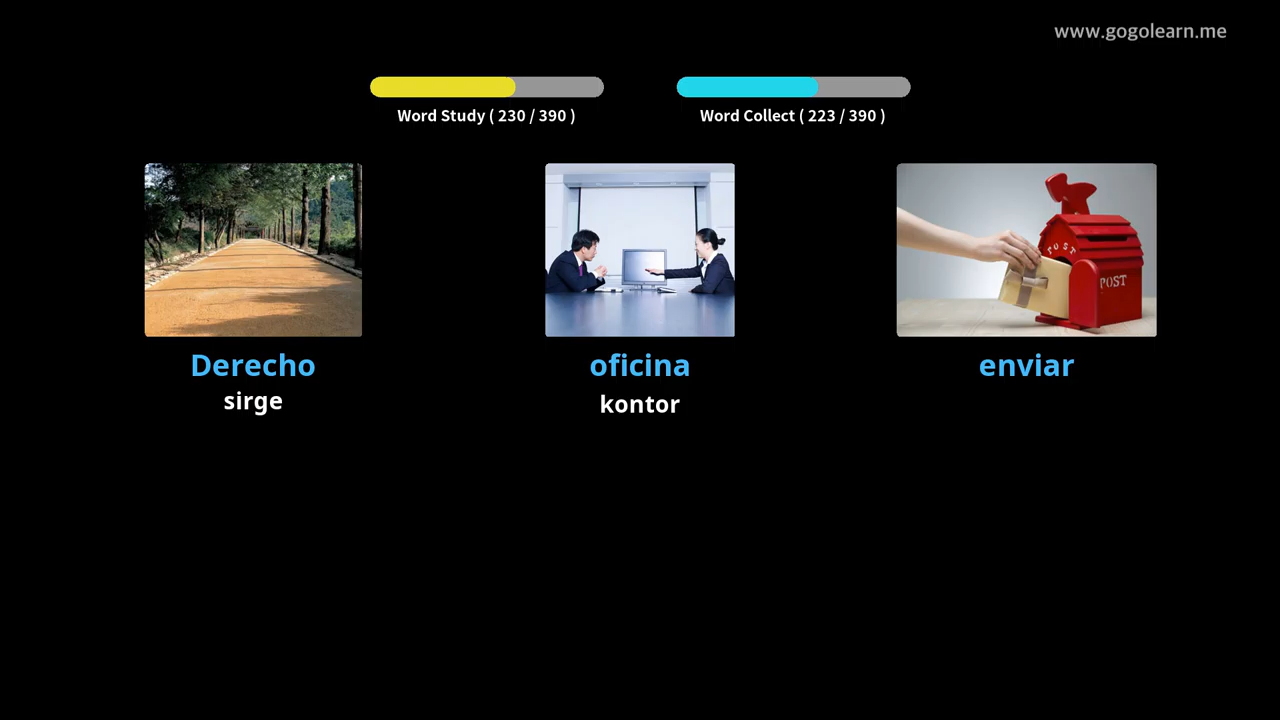 www.gogolearn.me
Word Study ( 230 / 390 )
Word Collect ( 223 / 390 )
POST
POST
Derecho
oficina
enviar
sirge
kontor